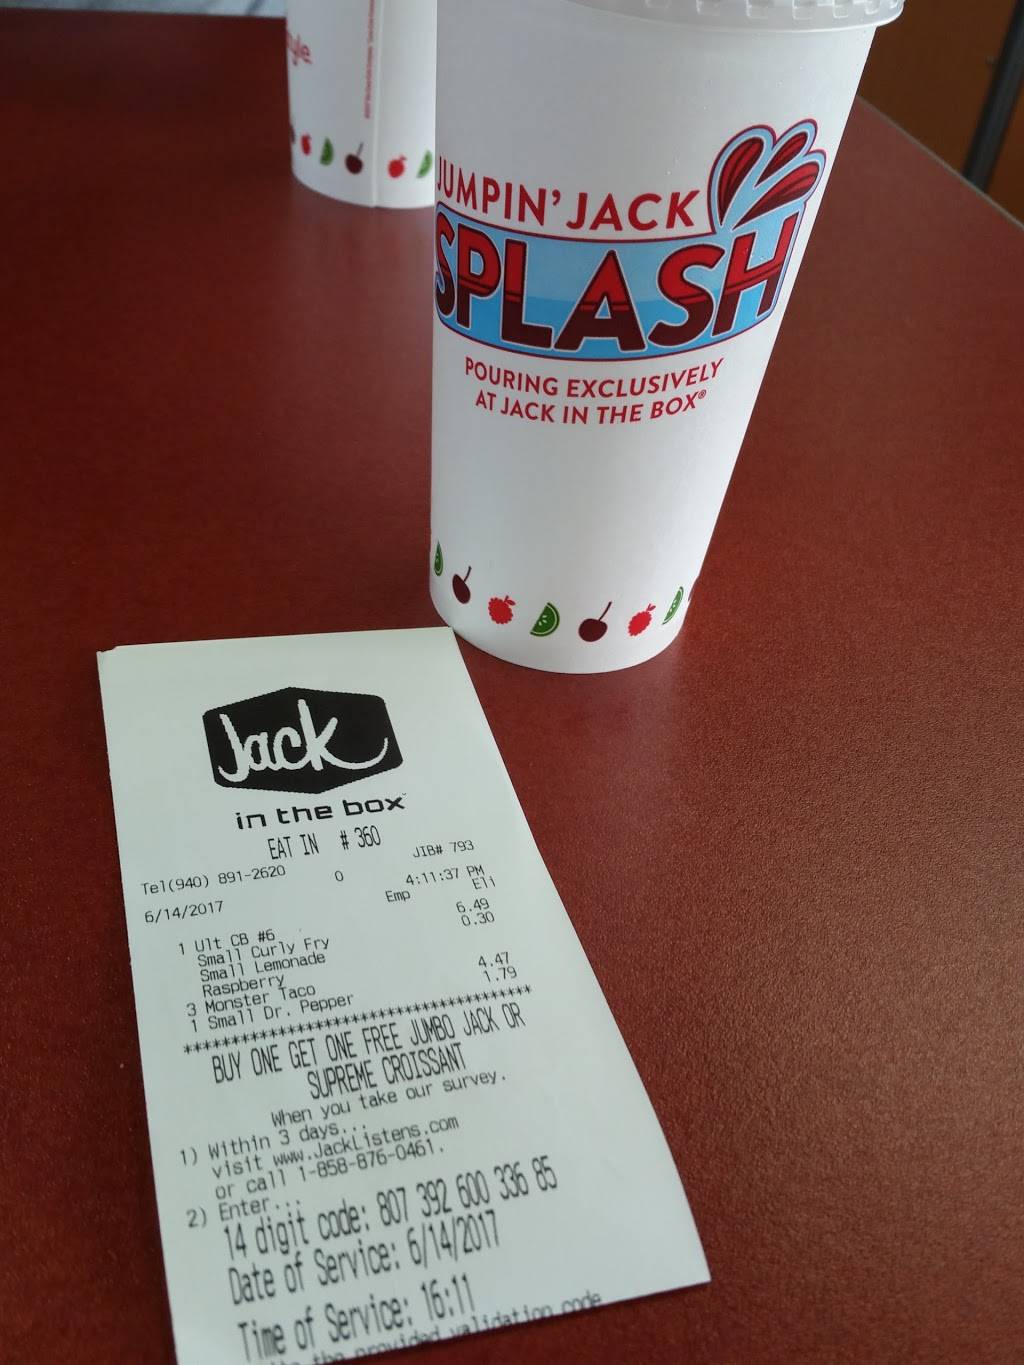 JUMPIN' JACK
SPLASH
POURING EXCLUSIVELY
AT JACK IN THE BOX®
Jack
in the box™
EAT IN # 360
JIB# 793
Tel(940) 891-2620 0 4:11:37 PM
6/14/2017 Emp Eli
1 Ult CB #6 6.49
Small Curly Fry 0.30
Small Lemonade
Raspberry
3 Monster Taco 4.47
1 Small Dr. Pepper 1.79
************************************
BUY ONE GET ONE FREE JUMBO JACK OR
SUPREME CROISSANT
When you take our survey.
1) Within 3 days...
visit www.JackListens.com
or call 1-858-876-0461.
2) Enter...
14 digit code: 807 392 600 336 85
Date of Service: 6/14/2017
Time of Service: 16:11
the provided validation code